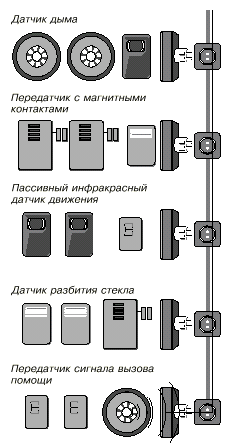 Датчик дыма
Передатчик с магнитными
контактами
Пассивный инфракрасный
датчик движения
Датчик разбития стекла
Передатчик сигнала вызова
помощи